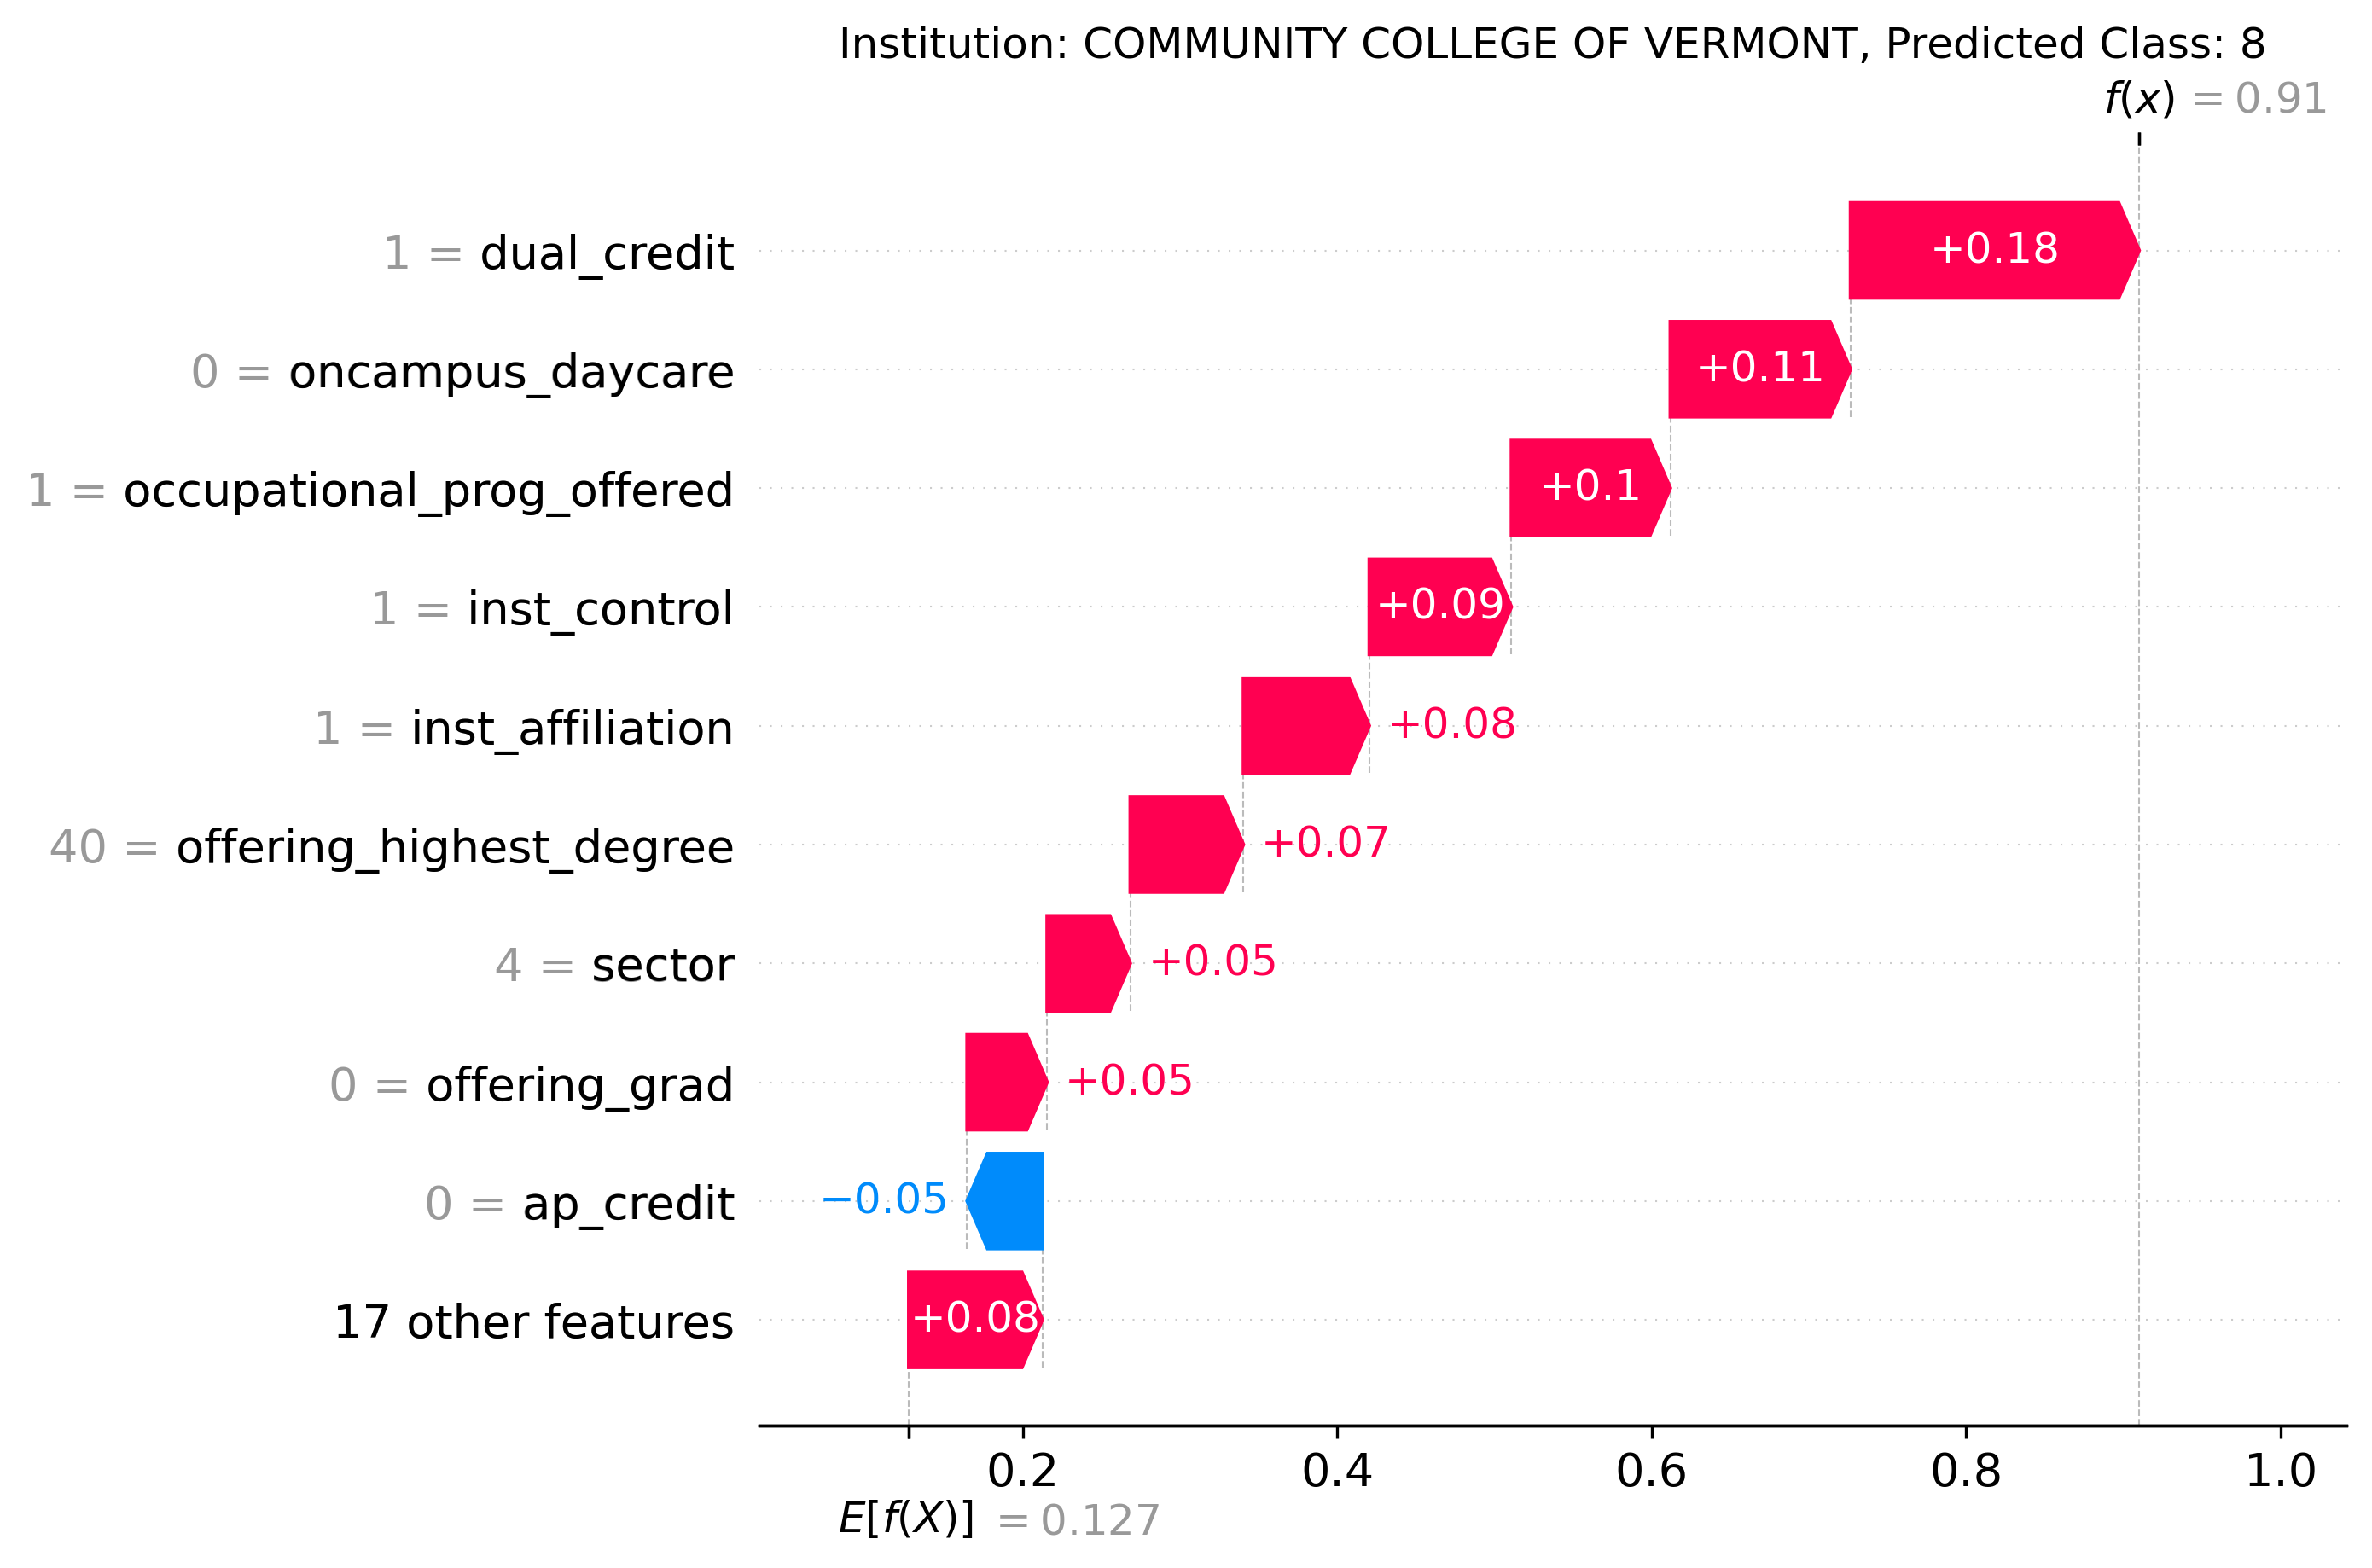 Institution: COMMUNITY COLLEGE OF VERMONT, Predicted Class: 8
f(x) = 0.91
1 = dual_credit +0.18
0 = oncampus_daycare +0.11
1 = occupational_prog_offered +0.1
1 = inst_control +0.09
1 = inst_affiliation +0.08
40 = offering_highest_degree +0.07
4 = sector +0.05
0 = offering_grad +0.05
0 = ap_credit −0.05
17 other features +0.08
0.2 0.4 0.6 0.8 1.0
E[f(X)] = 0.127